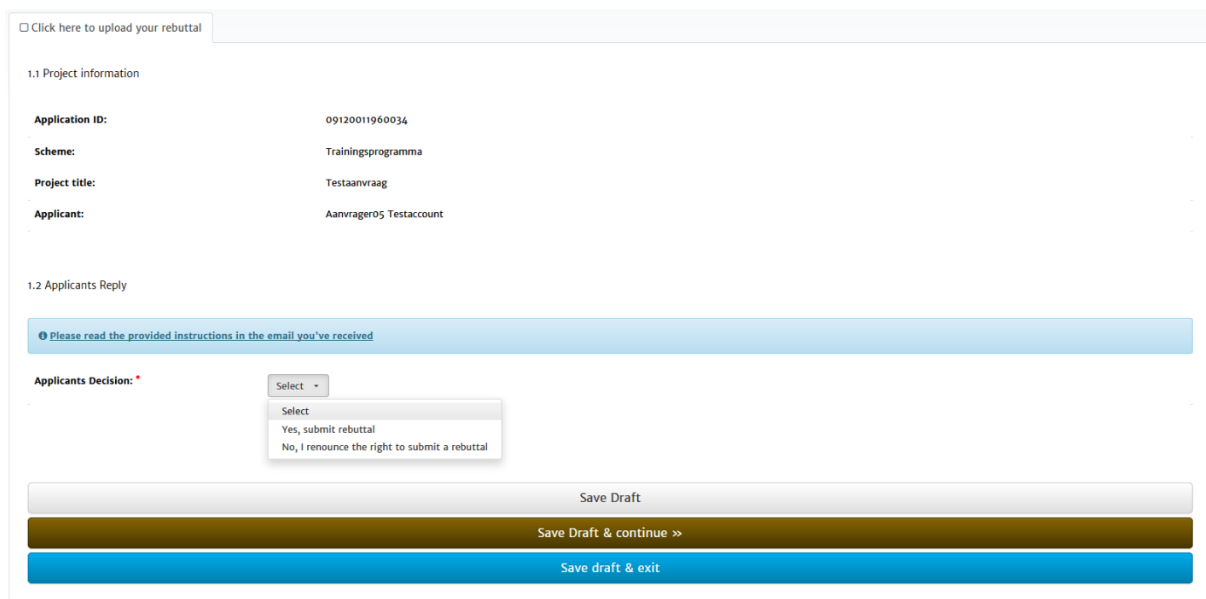 Click here to upload your rebuttal
1.1 Project information
Application ID: 09120011960034
Scheme: Trainingsprogramma
Project title: Testaanvraag
Applicant: Aanvrager05 Testaccount
1.2 Applicants Reply
Please read the provided instructions in the email you've received
Applicants Decision: * Select
Select
Yes, submit rebuttal
No, I renounce the right to submit a rebuttal
Save Draft
Save Draft & continue »
Save draft & exit